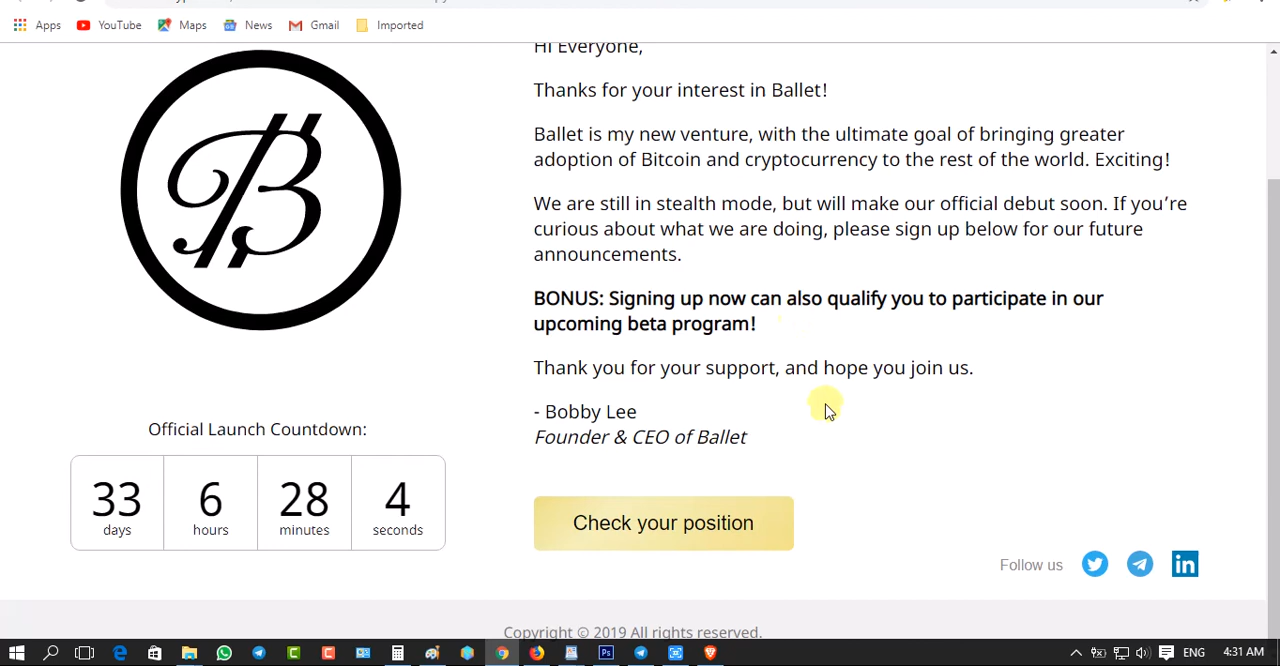 Apps YouTube Maps News Gmail Imported
Hi Everyone,
Thanks for your interest in Ballet!
Ballet is my new venture, with the ultimate goal of bringing greater
adoption of Bitcoin and cryptocurrency to the rest of the world. Exciting!
We are still in stealth mode, but will make our official debut soon. If you’re
curious about what we are doing, please sign up below for our future
announcements.
BONUS: Signing up now can also qualify you to participate in our
upcoming beta program!
Thank you for your support, and hope you join us.
- Bobby Lee
Founder & CEO of Ballet
Official Launch Countdown:
33 6 28 4
days hours minutes seconds
Check your position
Follow us
Copyright © 2019 All rights reserved.
ENG 4:31 AM